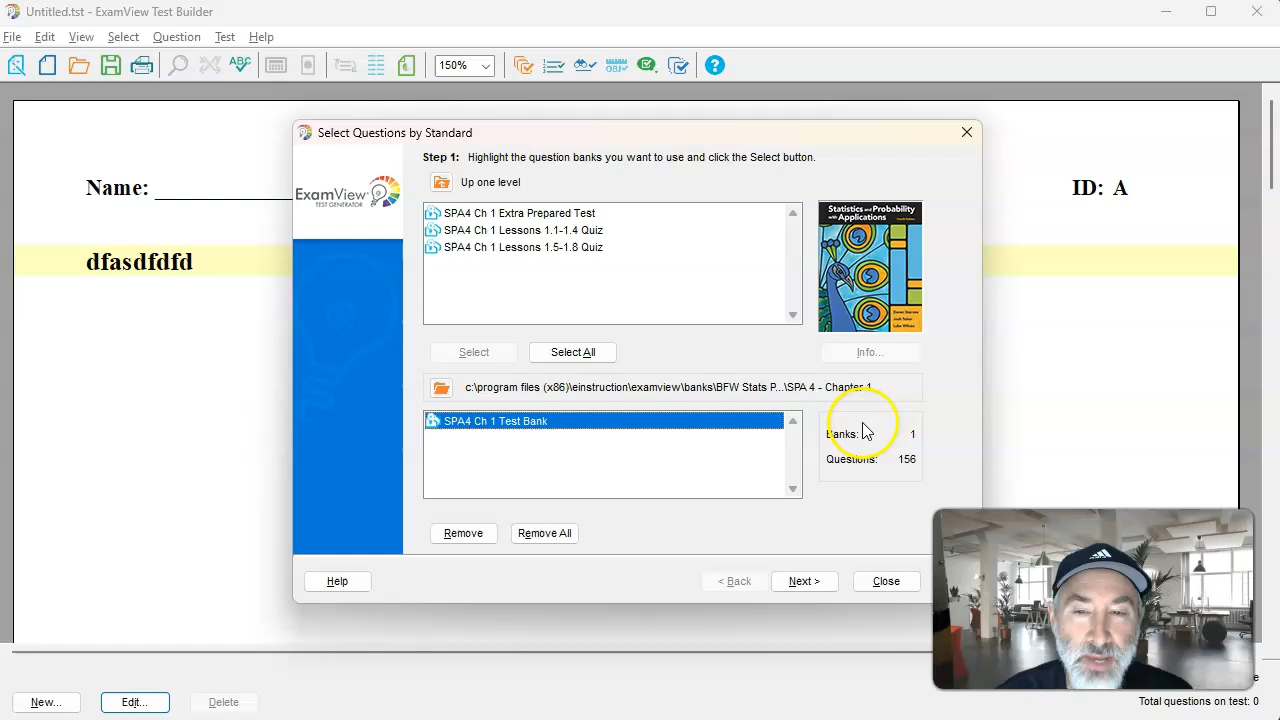 Untitled.tst - ExamView Test Builder
File Edit View Select Question Test Help
ABC 150% OBJ ?
Select Questions by Standard
Step 1: Highlight the question banks you want to use and click the Select button.
Up one level
Name: ID: A
ExamView
TEST GENERATOR
SPA4 Ch 1 Extra Prepared Test
SPA4 Ch 1 Lessons 1.1-1.4 Quiz
SPA4 Ch 1 Lessons 1.5-1.8 Quiz
Statistics and Probability
with Applications
dfasdfdfd
Select Select All Info...
c:\program files (x86)\einstruction\examview\banks\BFW Stats P...\SPA 4 - Chapter 1
SPA4 Ch 1 Test Bank
Banks: 1
Questions: 156
Remove Remove All
Help < Back Next > Close
New... Edit... Delete
Total questions on test: 0